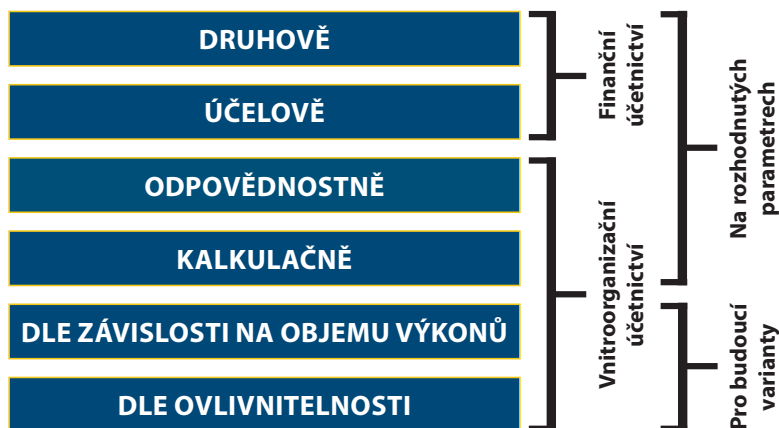 DRUHOVĚ
ÚČELOVĚ
ODPOVĚDNOSTNĚ
KALKULAČNĚ
DLE ZÁVISLOSTI NA OBJEMU VÝKONŮ
DLE OVLIVNITELNOSTI
Finanční
účetnictví
Vnitroorganizační
účetnictví
Na rozhodnutých
parametrech
Pro budoucí
varianty